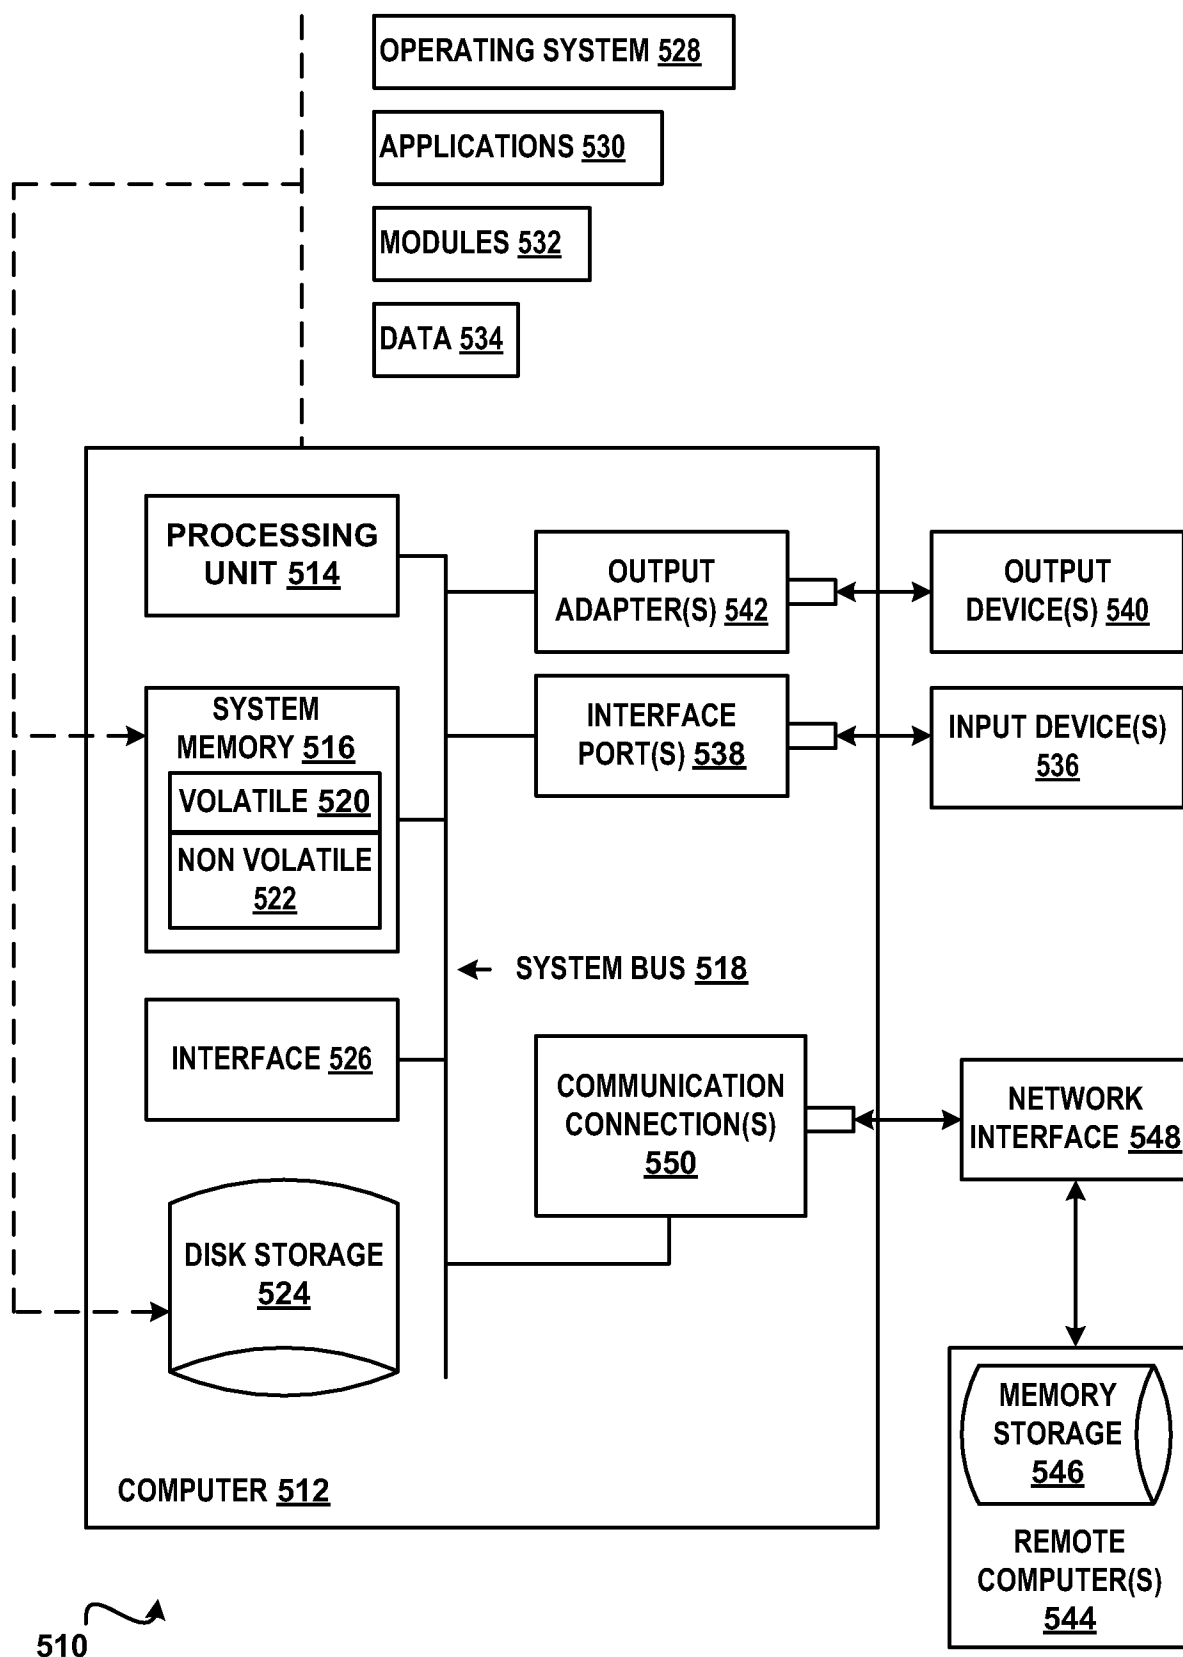 OPERATING SYSTEM 528
APPLICATIONS 530
MODULES 532
DATA 534
PROCESSING
UNIT 514
OUTPUT
ADAPTER(S) 542
OUTPUT
DEVICE(S) 540
SYSTEM
MEMORY 516
VOLATILE 520
NON VOLATILE
522
INTERFACE
PORT(S) 538
INPUT DEVICE(S)
536
SYSTEM BUS 518
INTERFACE 526
COMMUNICATION
CONNECTION(S)
550
NETWORK
INTERFACE 548
DISK STORAGE
524
MEMORY
STORAGE
546
COMPUTER 512
REMOTE
COMPUTER(S)
544
510